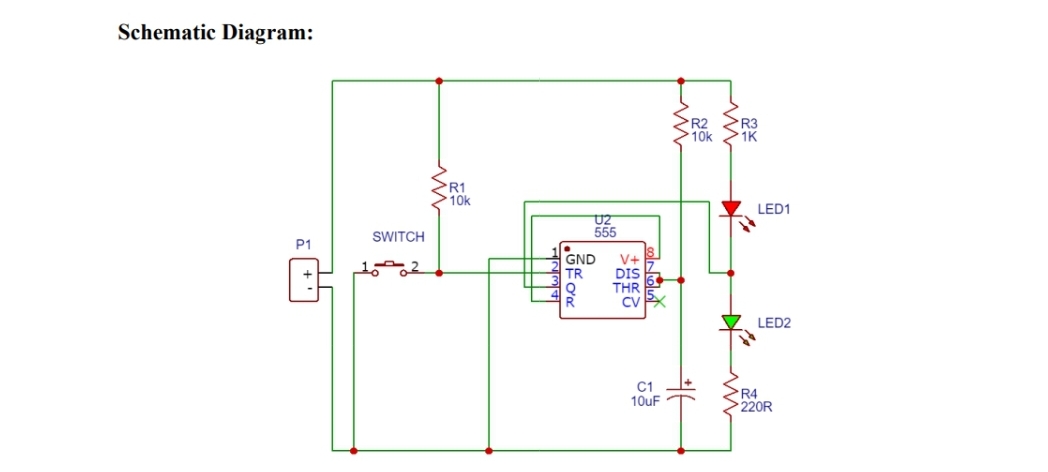 Schematic Diagram:
R2
10k
R3
1K
R1
10k
LED1
U2
555
SWITCH
P1
1 2
+
-
1 GND V+ 8
2 TR DIS 7
3 Q THR 6
4 R CV 5
LED2
C1
10uF
+
R4
220R